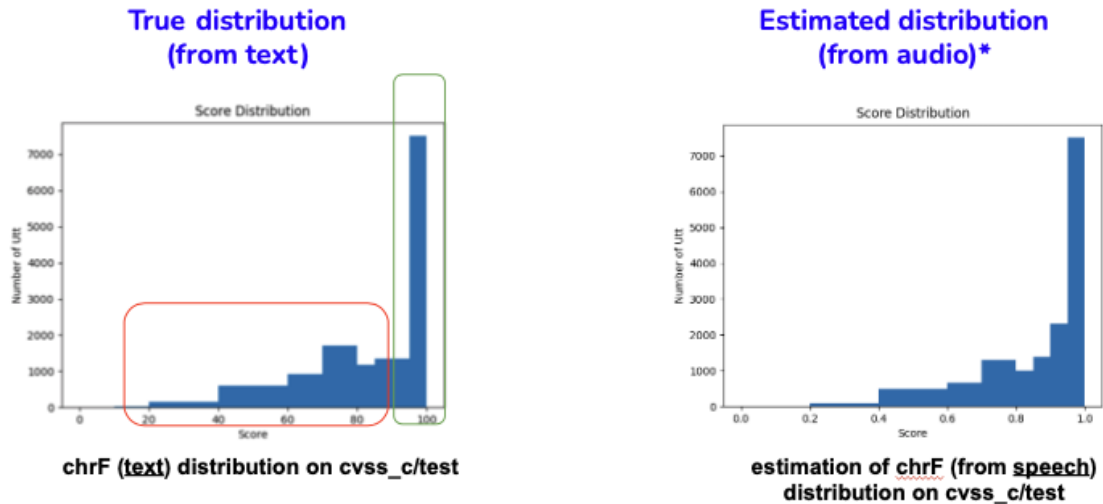 True distribution
(from text)
Score Distribution
Number of Utt
7000
6000
5000
4000
3000
2000
1000
0
0 20 40 60 80 100
Score
chrF (text) distribution on cvss_c/test
Estimated distribution
(from audio)*
Score Distribution
Number of Utt
7000
6000
5000
4000
3000
2000
1000
0
0.0 0.2 0.4 0.6 0.8 1.0
Score
estimation of chrF (from speech)
distribution on cvss_c/test